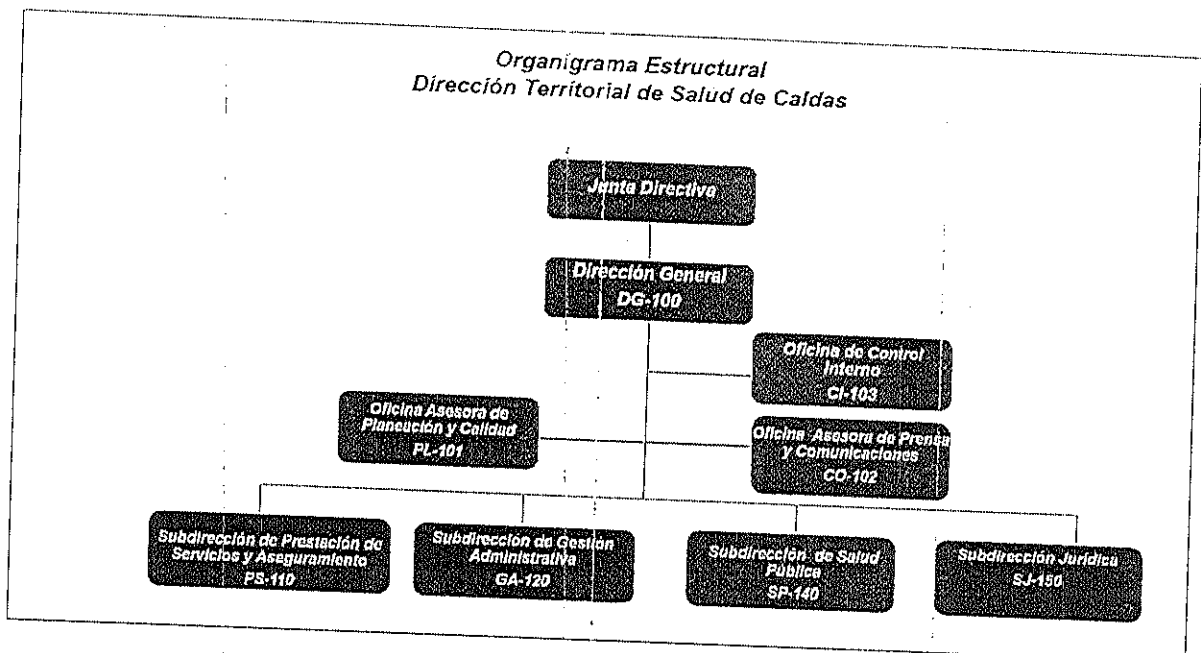 Organigrama Estructural
Dirección Territorial de Salud de Caldas
Junta Directiva
Dirección General
DG-100
Oficina de Control
Interno
CI-103
Oficina Asesora de
Planeación y Calidad
PL-101
Oficina Asesora de Prensa
y Comunicaciones
CO-102
Subdirección de Prestación de
Servicios y Aseguramiento
PS-110
Subdirección de Gestión
Administrativa
GA-120
Subdirección de Salud
Pública
SP-140
Subdirección Jurídica
SJ-150